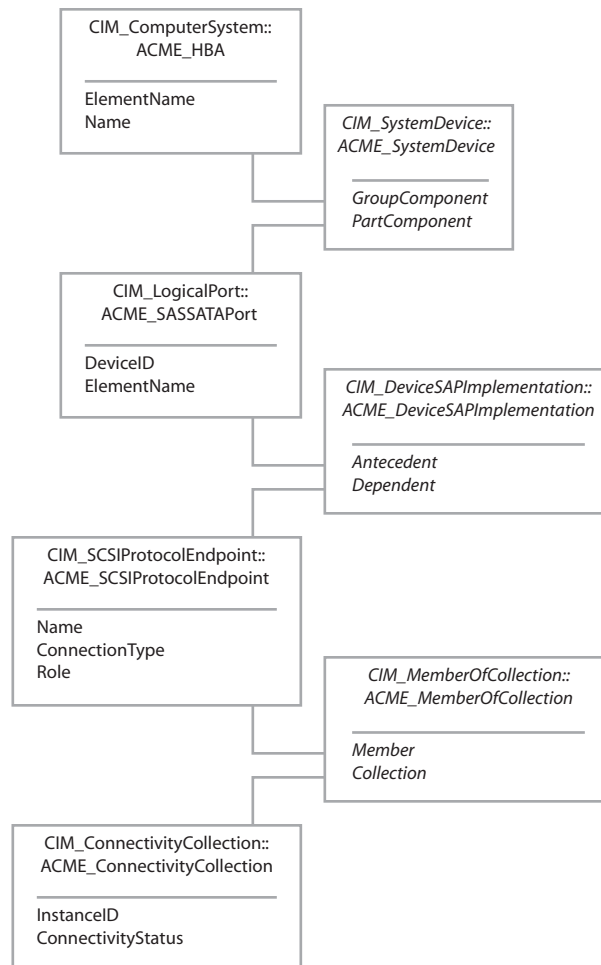 CIM_ComputerSystem::
ACME_HBA
ElementName
Name
CIM_SystemDevice::
ACME_SystemDevice
GroupComponent
PartComponent
CIM_LogicalPort::
ACME_SASSATAPort
DeviceID
ElementName
CIM_DeviceSAPImplementation::
ACME_DeviceSAPImplementation
Antecedent
Dependent
CIM_SCSIProtocolEndpoint::
ACME_SCSIProtocolEndpoint
Name
ConnectionType
Role
CIM_MemberOfCollection::
ACME_MemberOfCollection
Member
Collection
CIM_ConnectivityCollection::
ACME_ConnectivityCollection
InstanceID
ConnectivityStatus